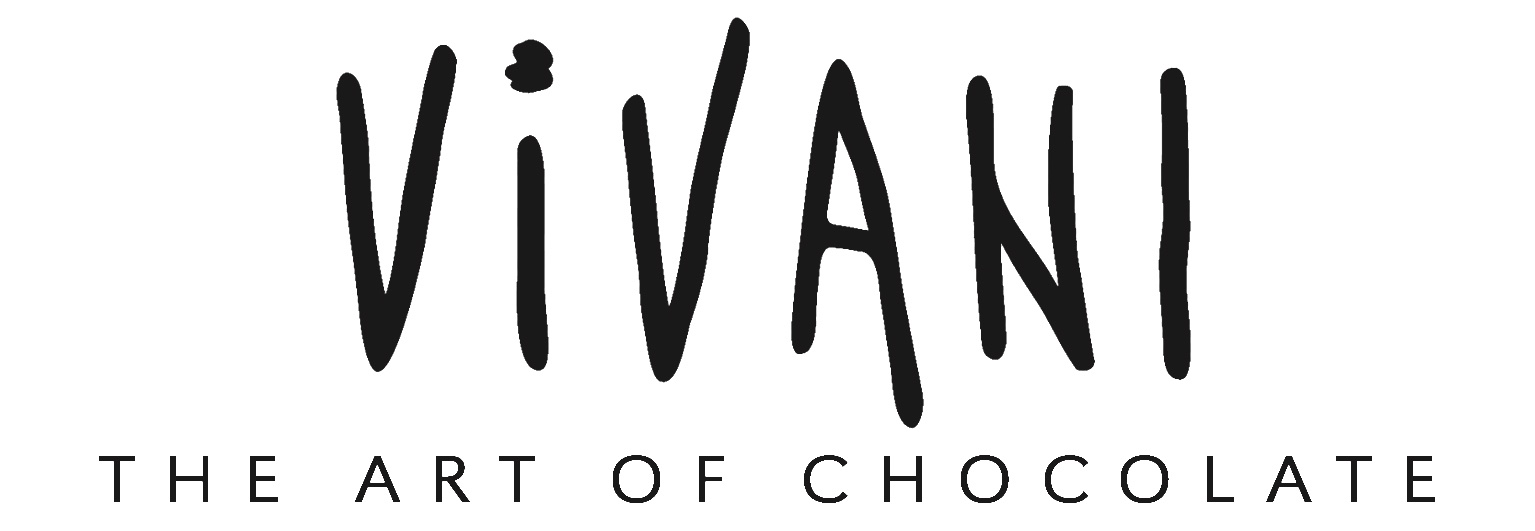 ViVANI
THE ART OF CHOCOLATE